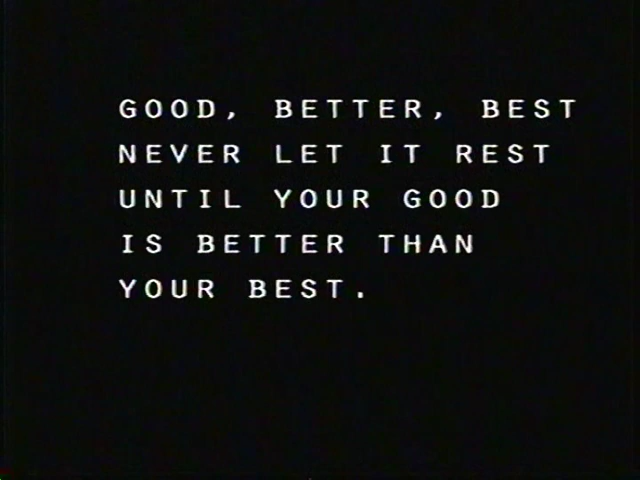 GOOD, BETTER, BEST
NEVER LET IT REST
UNTIL YOUR GOOD
IS BETTER THAN
YOUR BEST.